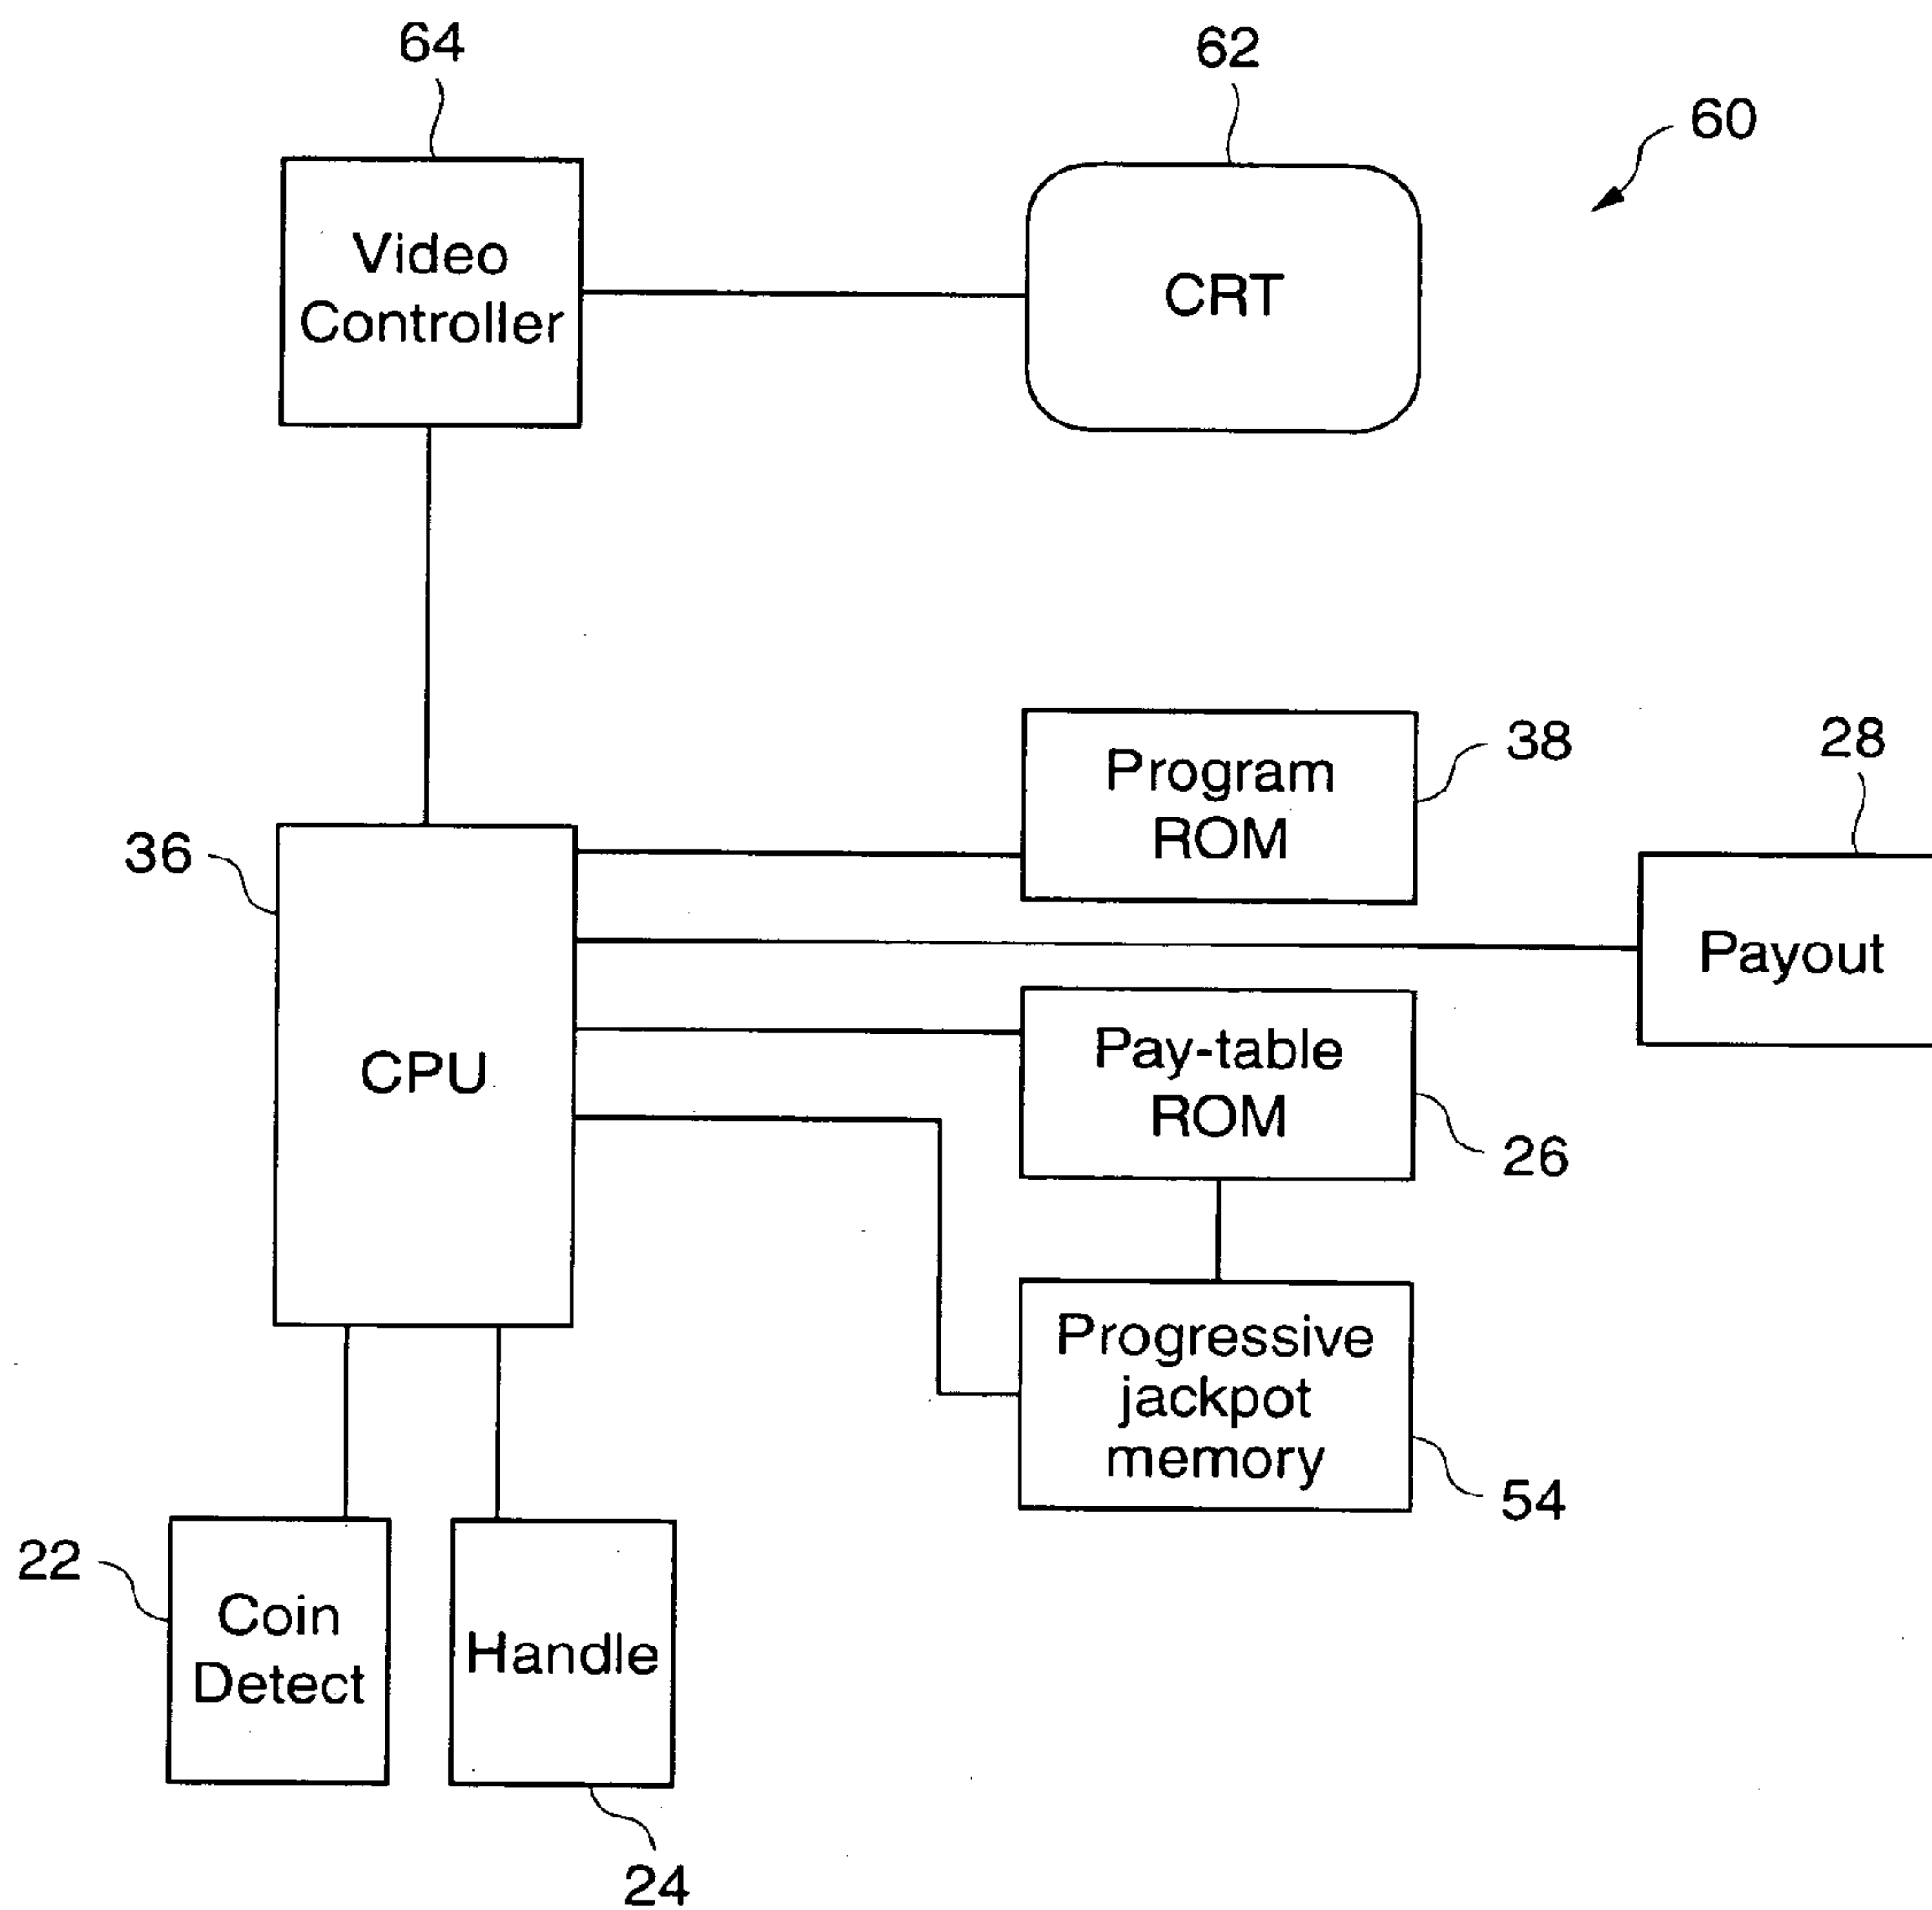 64
62
60
Video
Controller
CRT
38
28
Program
ROM
36
Payout
Pay-table
ROM
CPU
26
Progressive
jackpot
memory
54
22
Coin
Detect
Handle
24